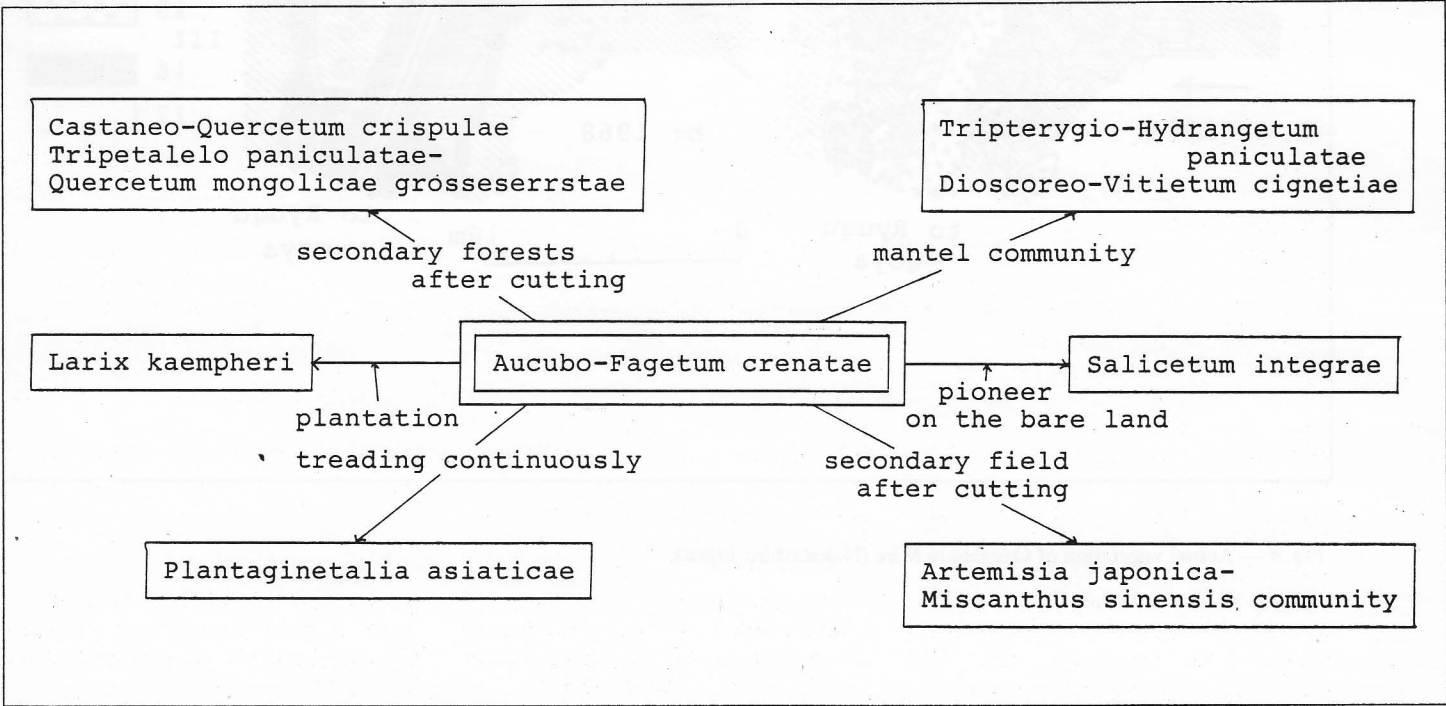 Castaneo-Quercetum crispulae
Tripetalelo paniculatae-
Quercetum mongolicae grosseserrstae
Tripterygio-Hydrangetum
paniculatae
Dioscoreo-Vitietum cignetiae
secondary forests
after cutting
mantel community
Larix kaempheri
Aucubo-Fagetum crenatae
Salicetum integrae
plantation
pioneer
on the bare land
treading continuously
secondary field
after cutting
Plantaginetalia asiaticae
Artemisia japonica-
Miscanthus sinensis community